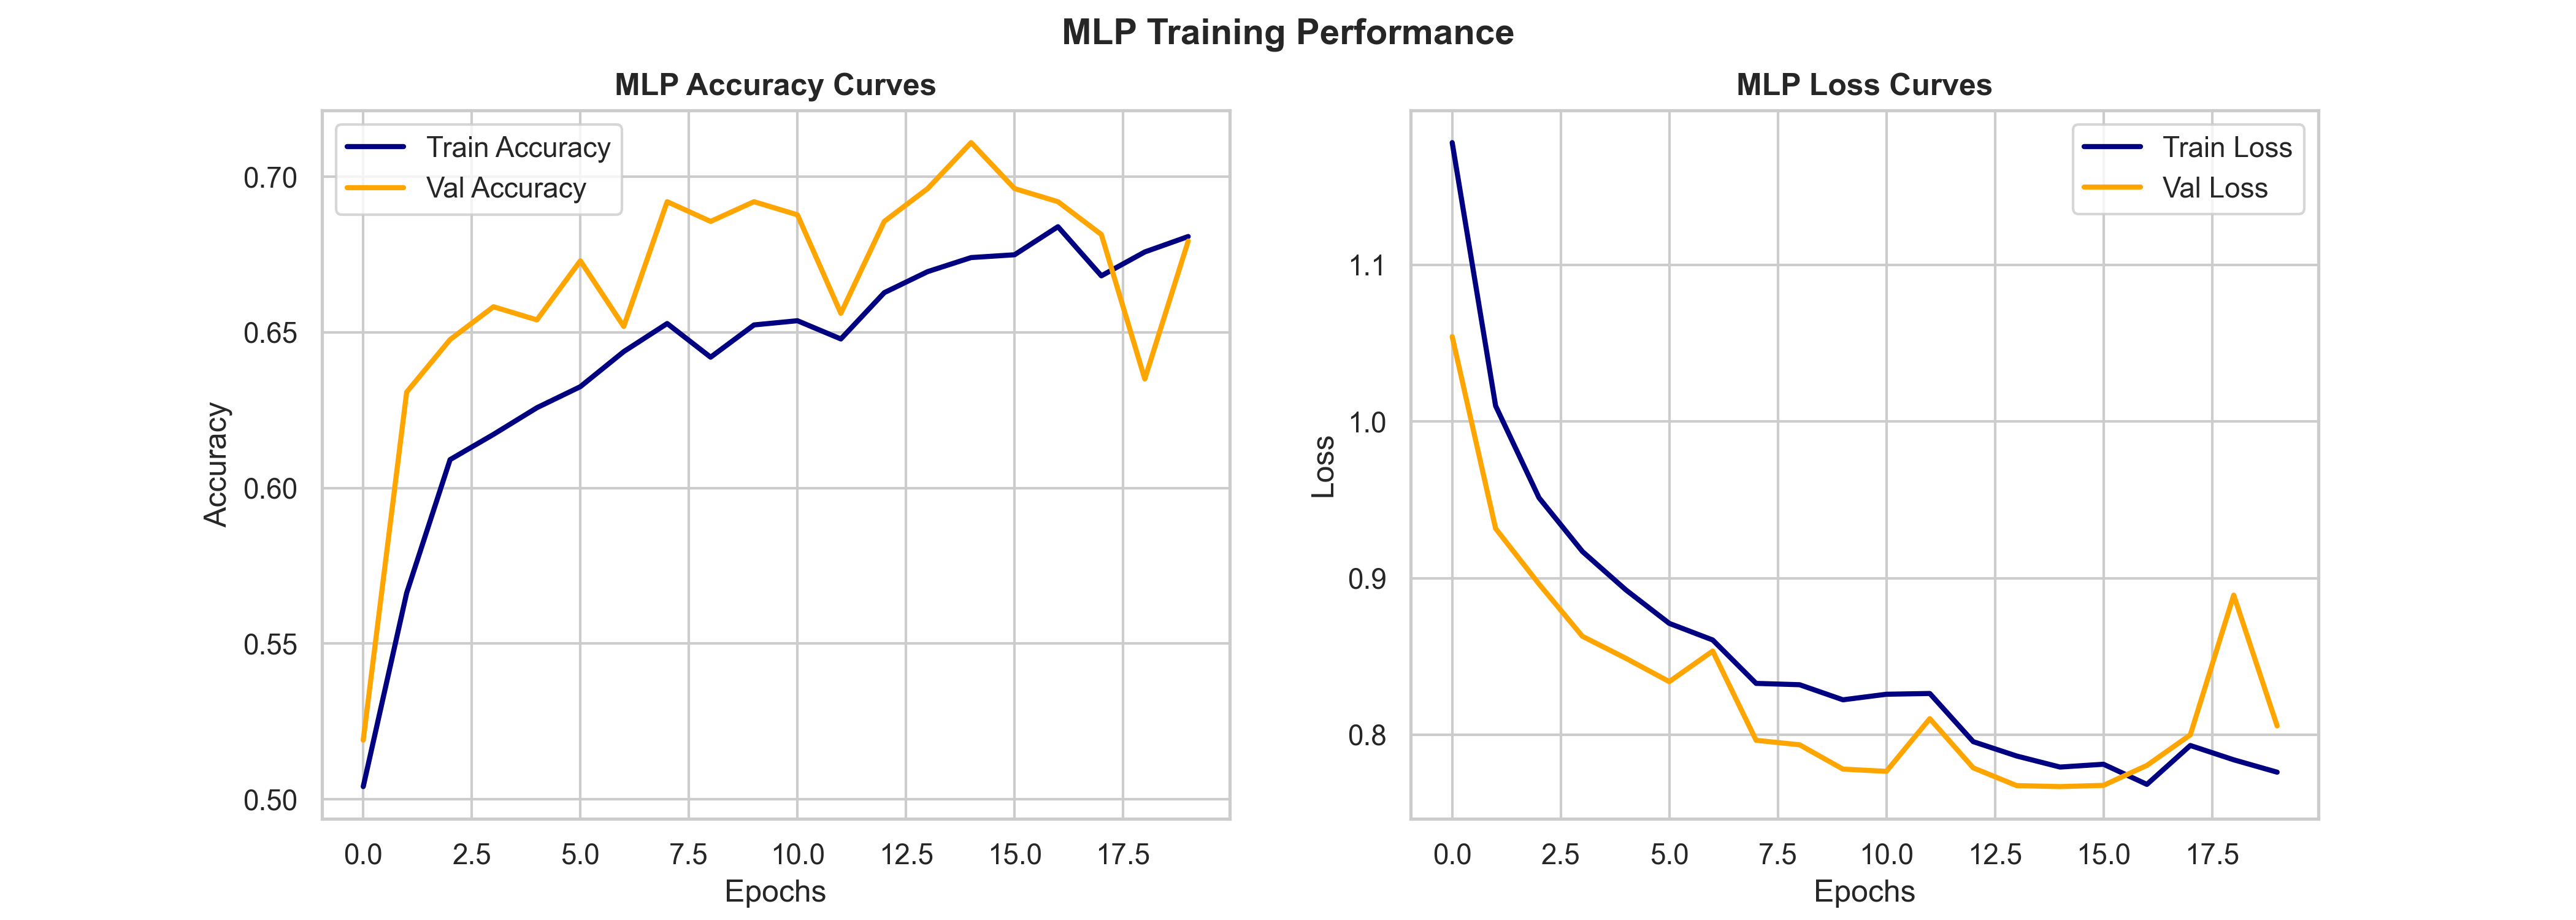 MLP Training Performance
MLP Accuracy Curves
Train Accuracy
Val Accuracy
0.70
0.65
0.60
0.55
0.50
Accuracy
0.0 2.5 5.0 7.5 10.0 12.5 15.0 17.5
Epochs
MLP Loss Curves
Train Loss
Val Loss
1.1
1.0
0.9
0.8
Loss
0.0 2.5 5.0 7.5 10.0 12.5 15.0 17.5
Epochs